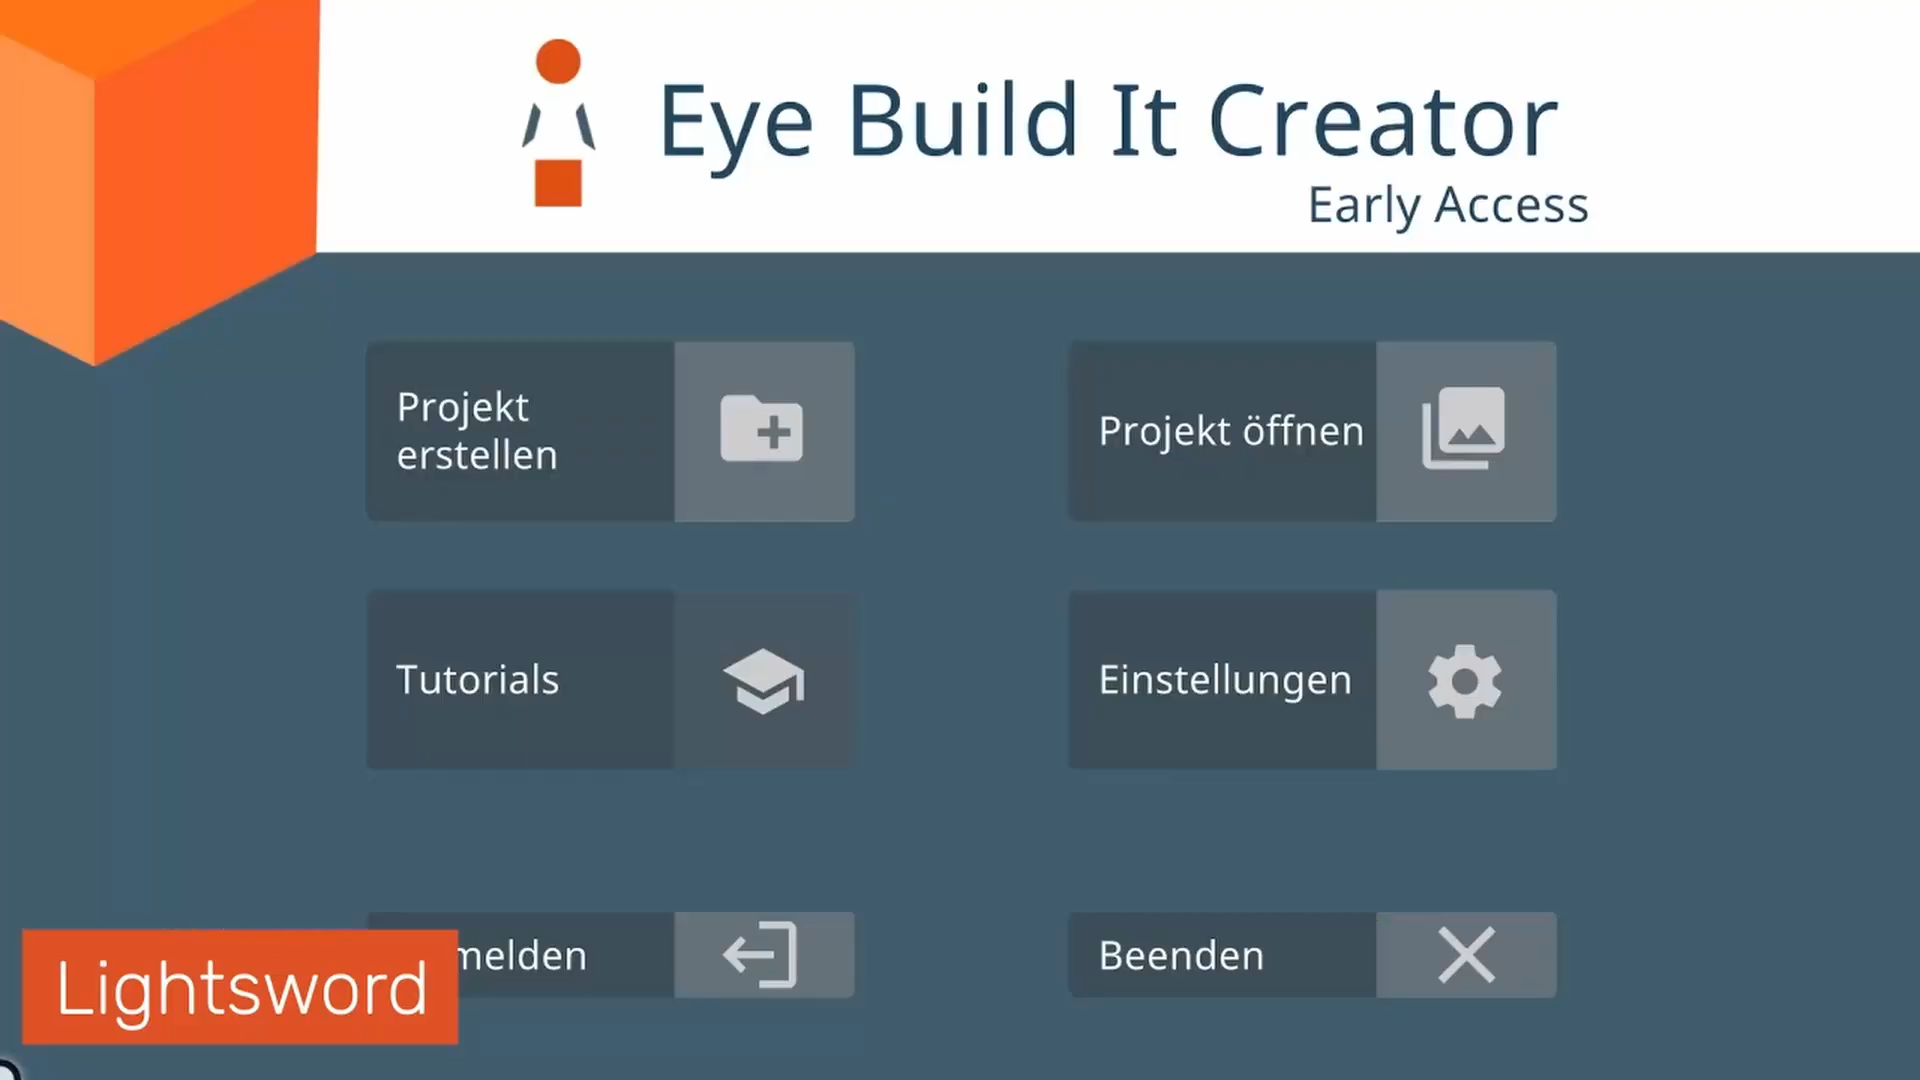 Eye Build It Creator
Early Access
Projekt
erstellen
Projekt öffnen
Tutorials
Einstellungen
melden
Beenden
Lightsword